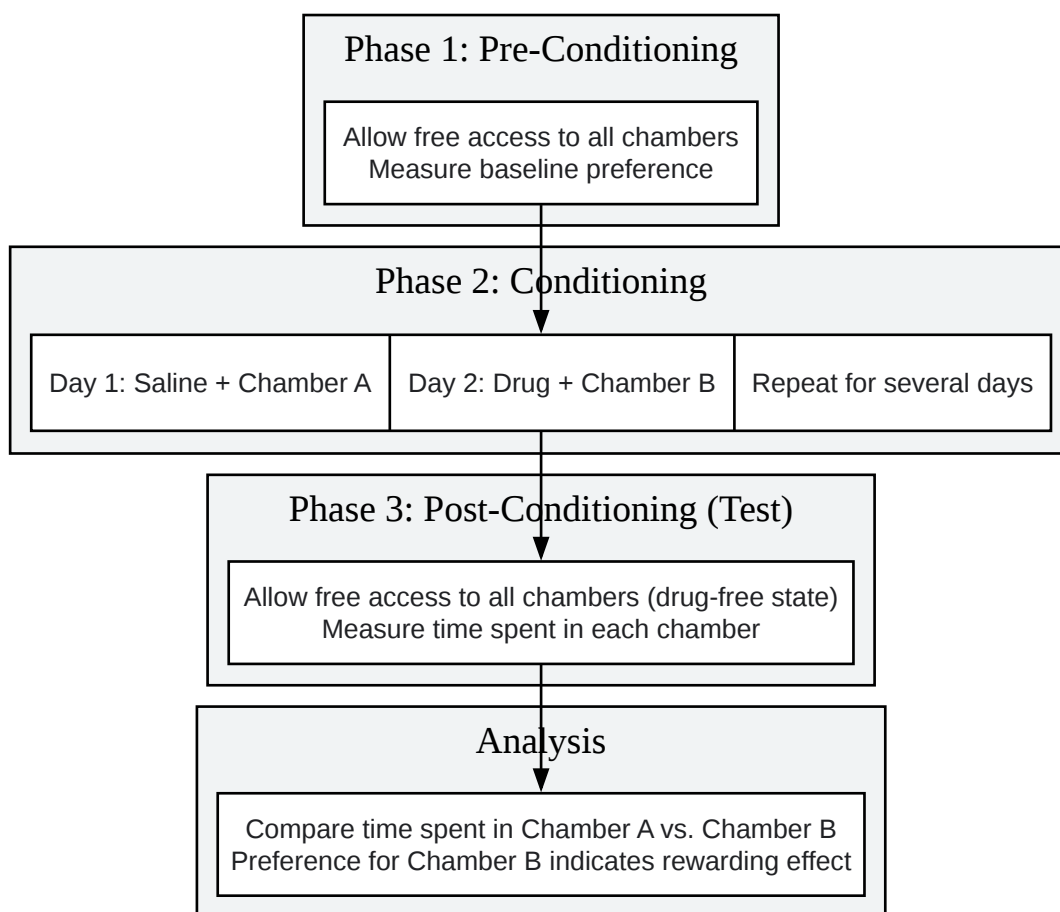 Phase 1: Pre-Conditioning
Allow free access to all chambers
Measure baseline preference
Phase 2: Conditioning
Day 1: Saline + Chamber A
Day 2: Drug + Chamber B
Repeat for several days
Phase 3: Post-Conditioning (Test)
Allow free access to all chambers (drug-free state)
Measure time spent in each chamber
Analysis
Compare time spent in Chamber A vs. Chamber B
Preference for Chamber B indicates rewarding effect